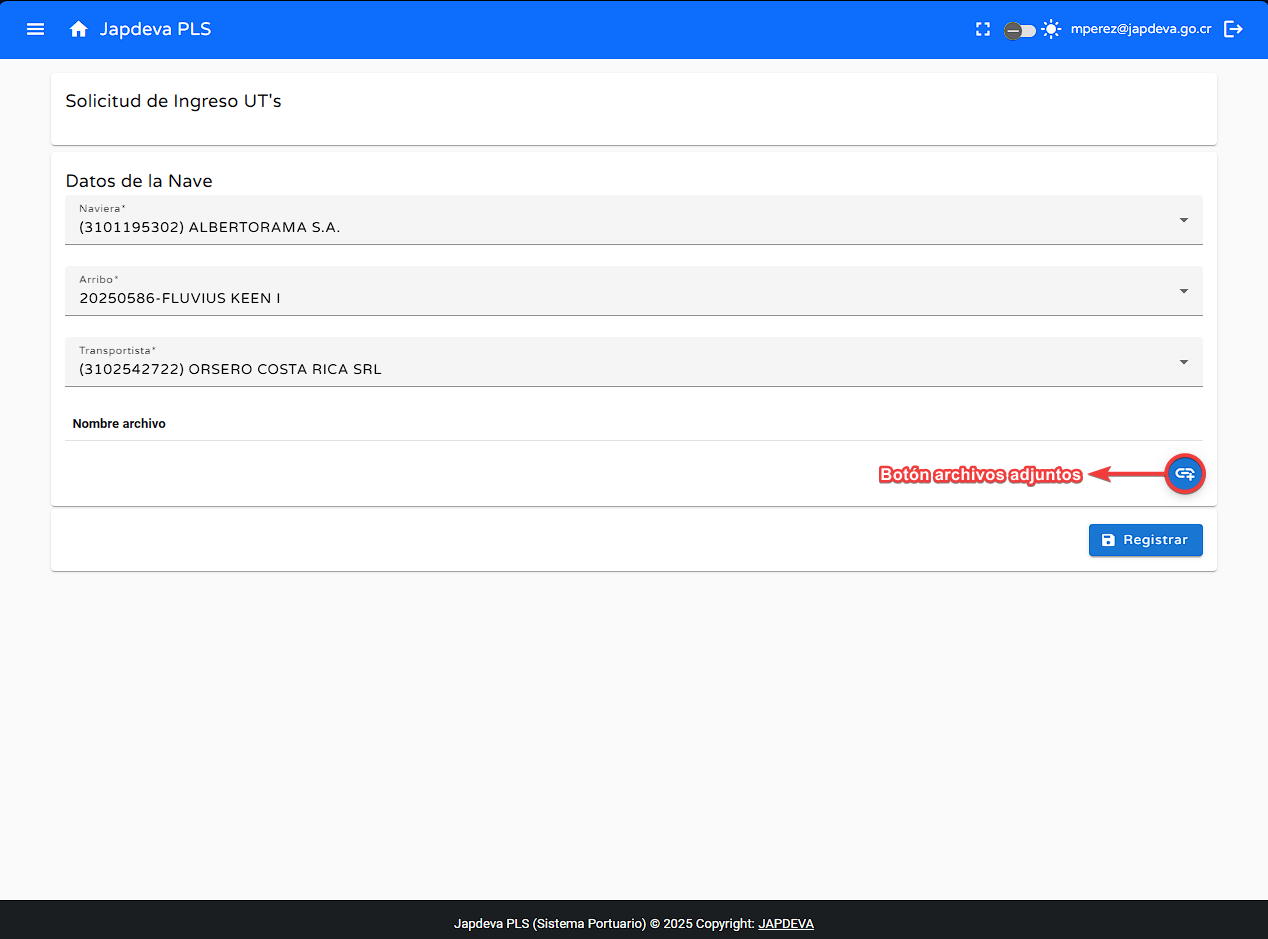 Japdeva PLS
mperez@japdeva.go.cr
Solicitud de Ingreso UT's
Datos de la Nave
Naviera*
(3101195302) ALBERTORAMA S.A.
Arribo*
20250586-FLUVIUS KEEN I
Transportista*
(3102542722) ORSERO COSTA RICA SRL
Nombre archivo
Botón archivos adjuntos
Registrar
Japdeva PLS (Sistema Portuario) © 2025 Copyright: JAPDEVA